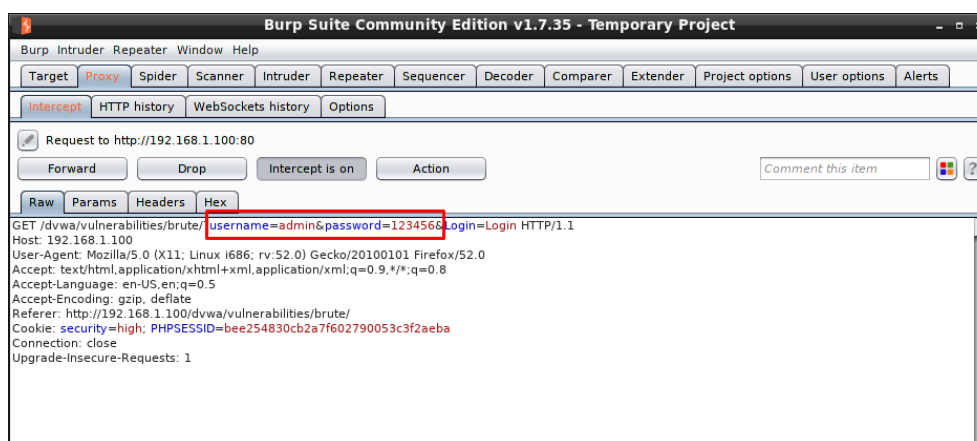 Burp Suite Community Edition v1.7.35 - Temporary Project
Burp Intruder Repeater Window Help
Target Proxy Spider Scanner Intruder Repeater Sequencer Decoder Comparer Extender Project options User options Alerts
Intercept HTTP history WebSockets history Options
Request to http://192.168.1.100:80
Forward Drop Intercept is on Action Comment this item ?
Raw Params Headers Hex
GET /dvwa/vulnerabilities/brute/?username=admin&password=123456&Login=Login HTTP/1.1
Host: 192.168.1.100
User-Agent: Mozilla/5.0 (X11; Linux i686; rv:52.0) Gecko/20100101 Firefox/52.0
Accept: text/html,application/xhtml+xml,application/xml;q=0.9,*/*;q=0.8
Accept-Language: en-US,en;q=0.5
Accept-Encoding: gzip, deflate
Referer: http://192.168.1.100/dvwa/vulnerabilities/brute/
Cookie: security=high; PHPSESSID=bee254830cb2a7f602790053c3f2aeba
Connection: close
Upgrade-Insecure-Requests: 1